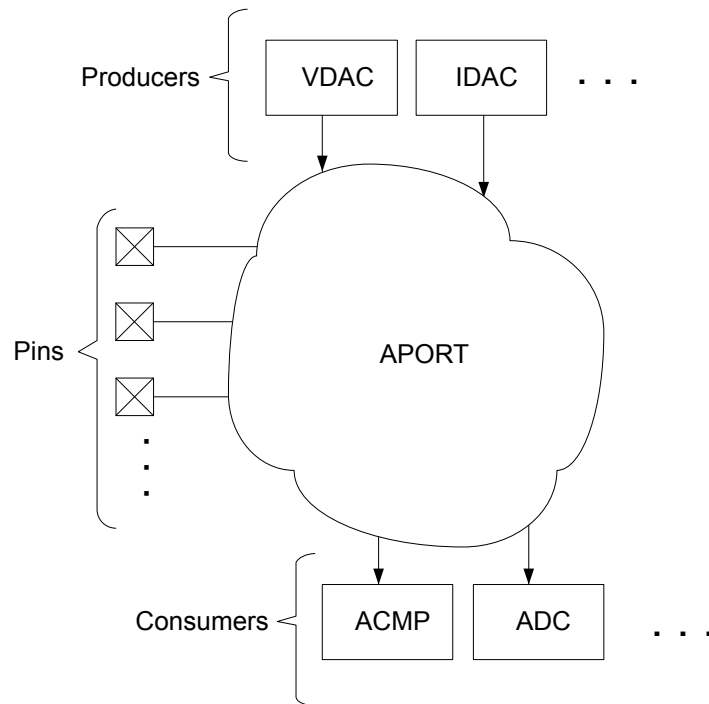 Producers
VDAC
IDAC
. . .
Pins
APORT
.
.
.
Consumers
ACMP
ADC
. . .